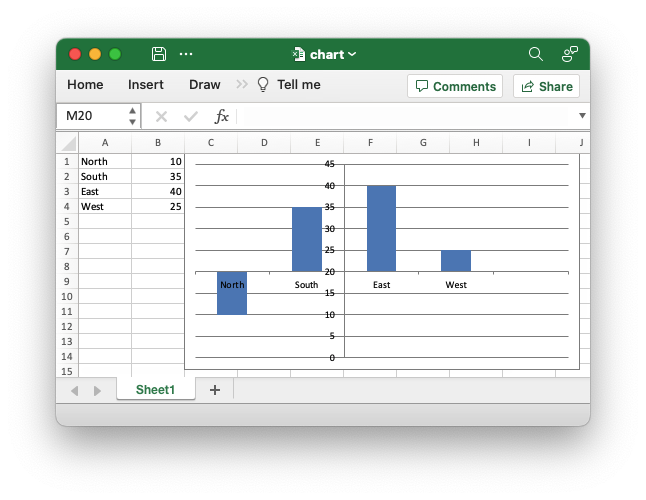 chart
Home Insert Draw Tell me Comments Share
M20 fx
A B C D E F G H I J
1 North 10
2 South 35
3 East 40
4 West 25
5
6
7
8
9
10
11
12
13
14
15
45
40
35
30
25
20
North South East West
15
10
5
0
Sheet1 +